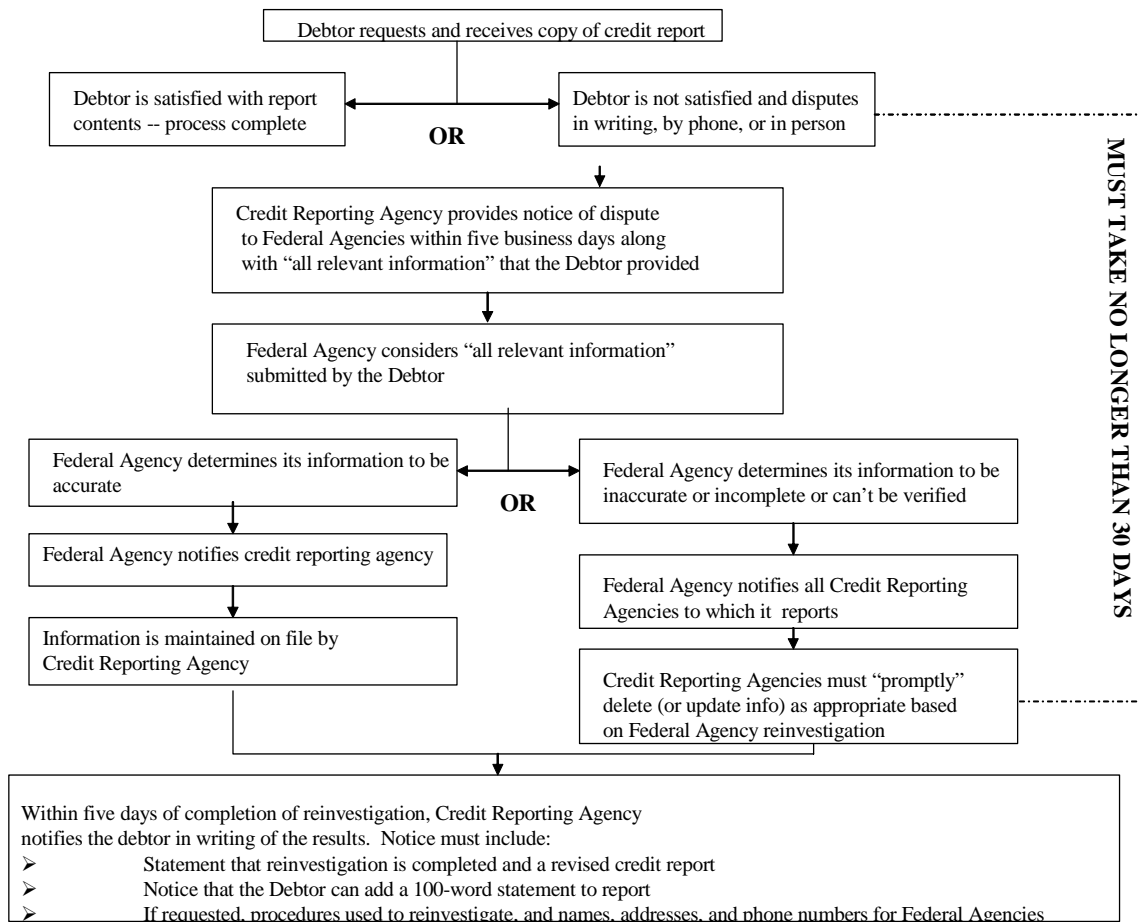 Debtor requests and receives copy of credit report
Debtor is satisfied with report
contents -- process complete
OR
Debtor is not satisfied and disputes
in writing, by phone, or in person
MUST TAKE NO LONGER THAN 30 DAYS
Credit Reporting Agency provides notice of dispute
to Federal Agencies within five business days along
with “all relevant information” that the Debtor provided
Federal Agency considers “all relevant information”
submitted by the Debtor
Federal Agency determines its information to be
accurate
OR
Federal Agency determines its information to be
inaccurate or incomplete or can’t be verified
Federal Agency notifies credit reporting agency
Federal Agency notifies all Credit Reporting
Agencies to which it reports
Information is maintained on file by
Credit Reporting Agency
Credit Reporting Agencies must “promptly”
delete (or update info) as appropriate based
on Federal Agency reinvestigation
Within five days of completion of reinvestigation, Credit Reporting Agency
notifies the debtor in writing of the results. Notice must include:
➢ Statement that reinvestigation is completed and a revised credit report
➢ Notice that the Debtor can add a 100-word statement to report
➢ If requested, procedures used to reinvestigate, and names, addresses, and phone numbers for Federal Agencies